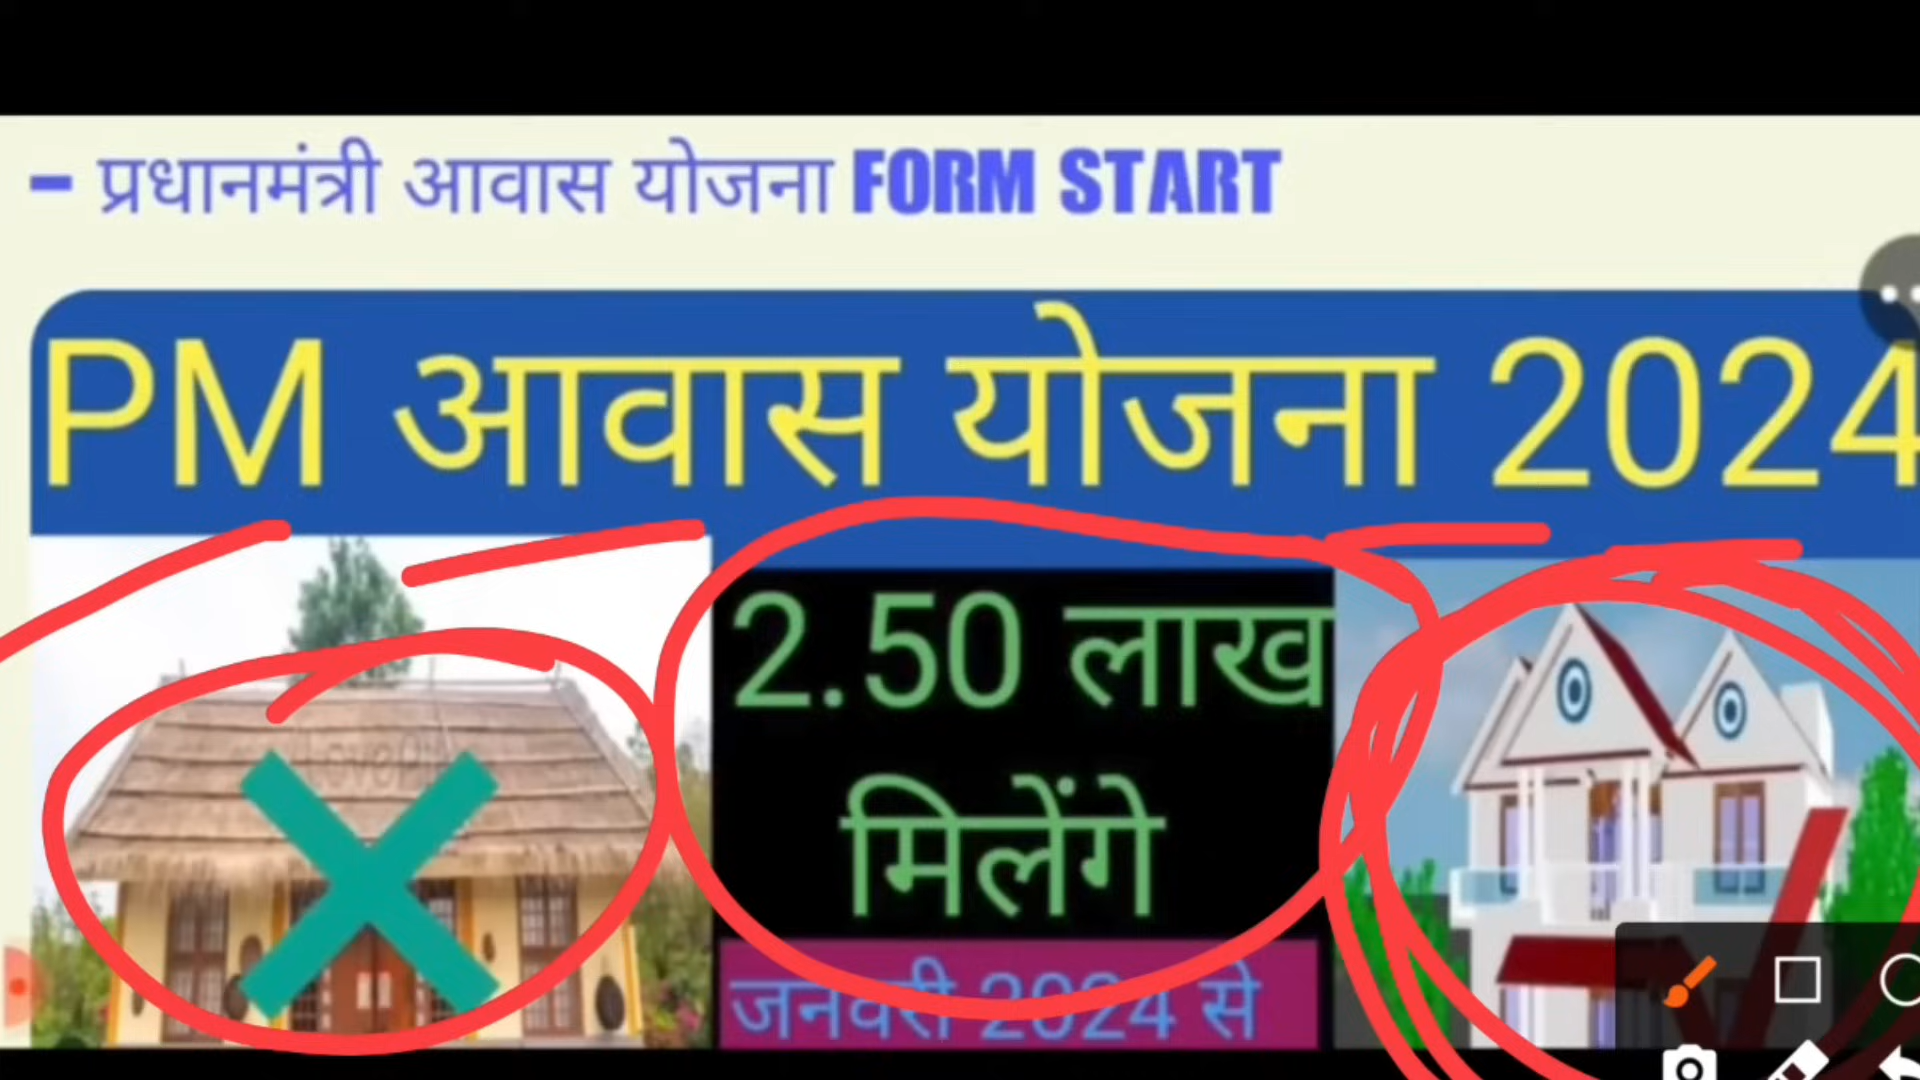 - प्रधानमंत्री आवास योजना FORM START
PM आवास योजना 2024
2.50 लाख
मिलेंगे
जनवरी 2024 से